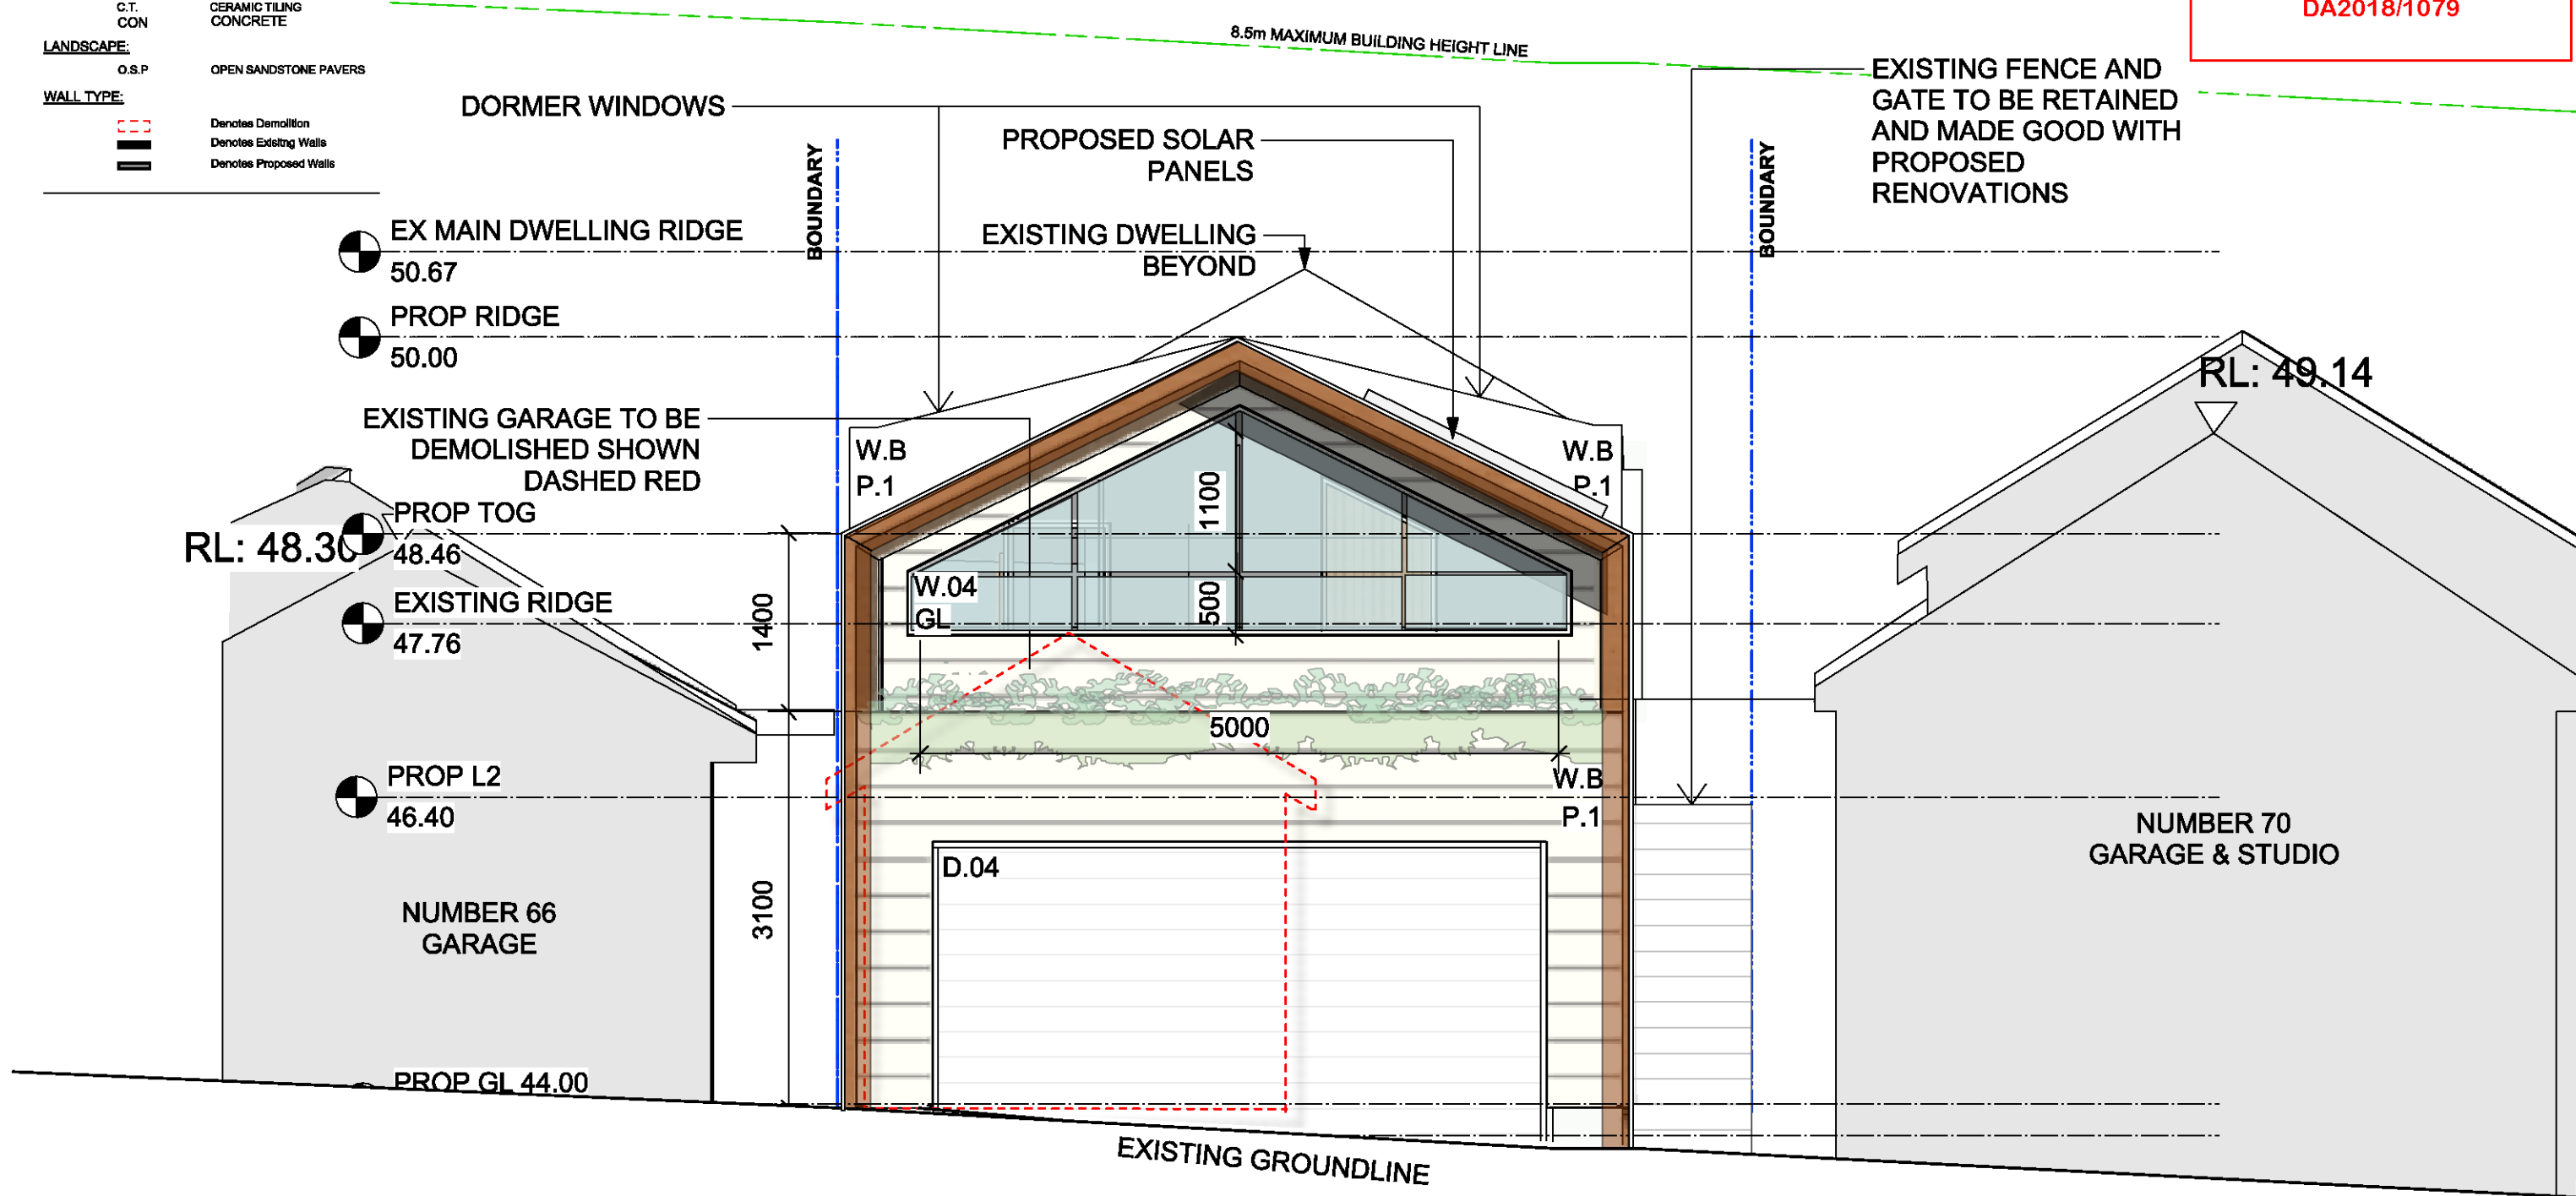 C.T. CERAMIC TILING
CON CONCRETE
LANDSCAPE:
O.S.P OPEN SANDSTONE PAVERS
WALL TYPE:
Denotes Demolition
Denotes Existng Walls
Denotes Proposed Walls
DA2018/1079
8.5m MAXIMUM BUILDING HEIGHT LINE
EXISTING FENCE AND
GATE TO BE RETAINED
AND MADE GOOD WITH
PROPOSED
RENOVATIONS
DORMER WINDOWS
PROPOSED SOLAR
PANELS
BOUNDARY
BOUNDARY
EX MAIN DWELLING RIDGE
50.67
EXISTING DWELLING
BEYOND
PROP RIDGE
50.00
RL: 49.14
EXISTING GARAGE TO BE
DEMOLISHED SHOWN
DASHED RED
W.B
P.1
W.B
P.1
PROP TOG
48.46
RL: 48.30
1100
500
W.04
GL
EXISTING RIDGE
47.76
1400
5000
PROP L2
46.40
W.B
P.1
D.04
3100
NUMBER 66
GARAGE
NUMBER 70
GARAGE & STUDIO
PROP GL 44.00
EXISTING GROUNDLINE